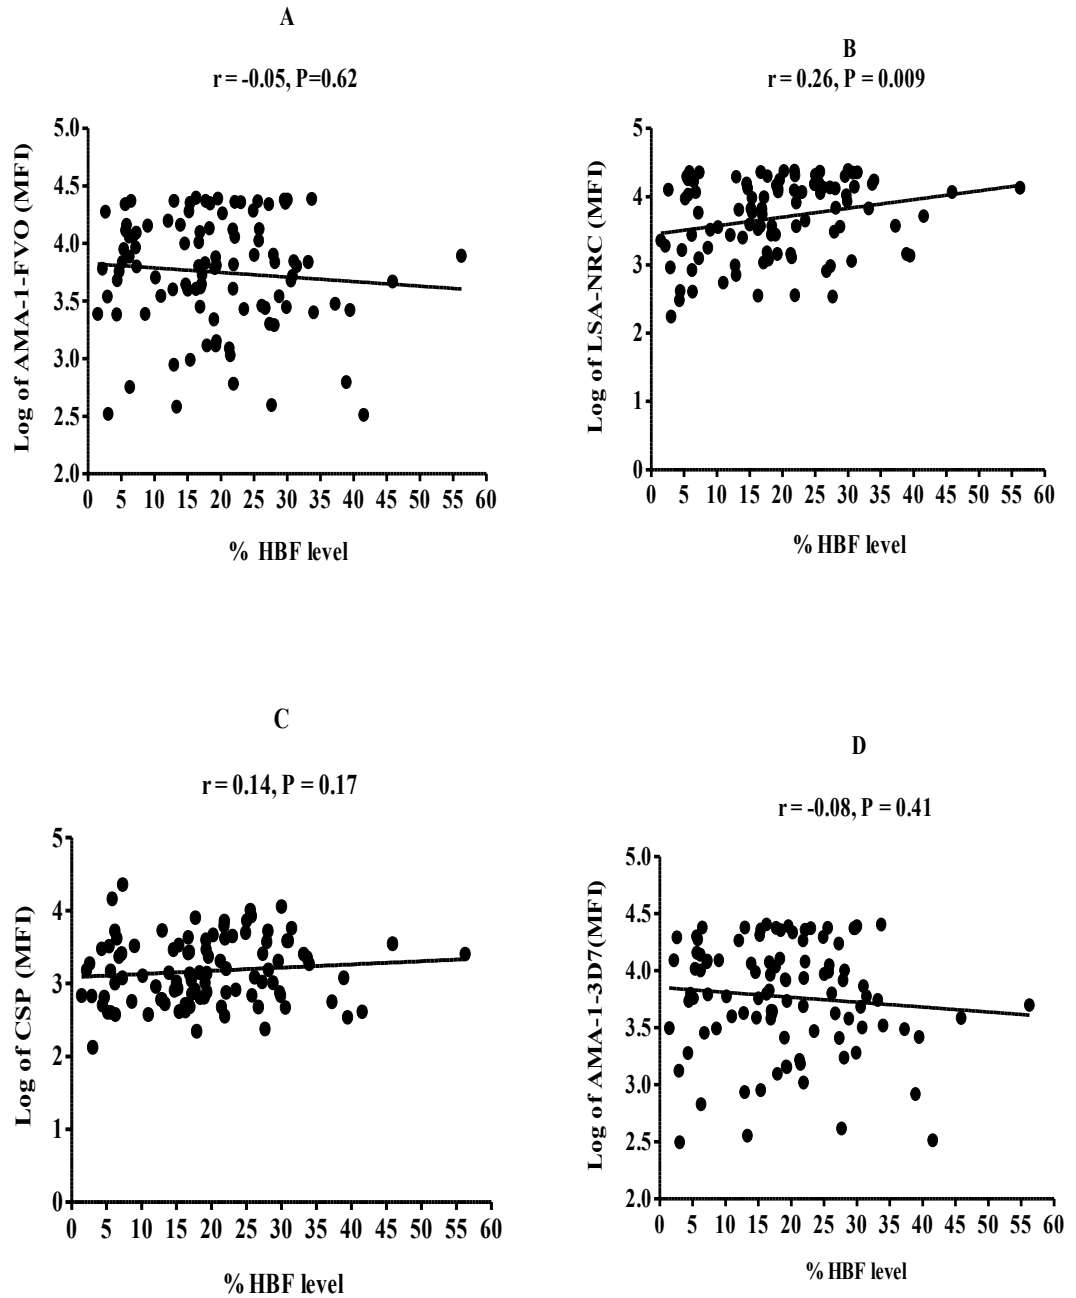 A
r = -0.05, P=0.62
Log of AMA-1-FVO (MFI)
5.0
4.5
4.0
3.5
3.0
2.5
2.0
0 5 10 15 20 25 30 35 40 45 50 55 60
% HBF level
B
r = 0.26, P = 0.009
Log of LSA-NRC (MFI)
5
4
3
2
1
0
0 5 10 15 20 25 30 35 40 45 50 55 60
% HBF level
C
r = 0.14, P = 0.17
Log of CSP (MFI)
5
4
3
2
1
0
0 5 10 15 20 25 30 35 40 45 50 55 60
% HBF level
D
r = -0.08, P = 0.41
Log of AMA-1-3D7(MFI)
5.0
4.5
4.0
3.5
3.0
2.5
2.0
0 5 10 15 20 25 30 35 40 45 50 55 60
% HBF level